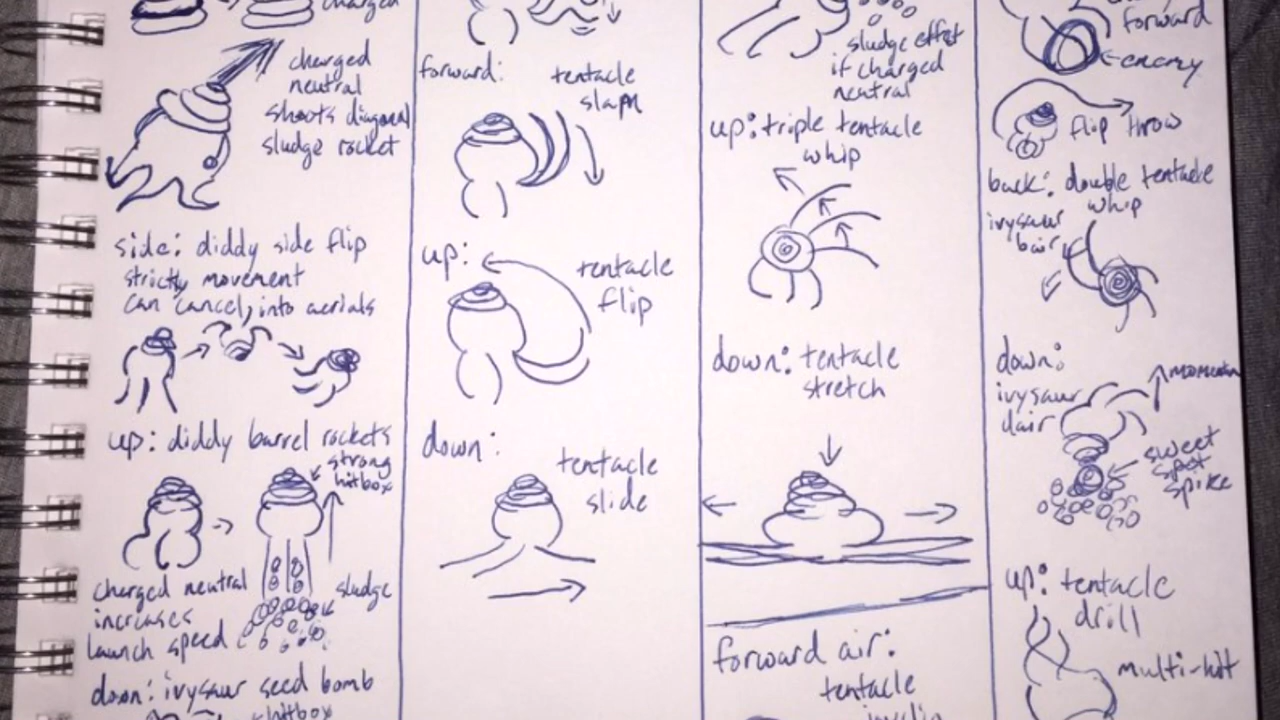 charged
charged
neutral
shoots diagonal
sludge rocket
side: diddy side flip
strictly movement
can cancel, into aerials
up: diddy barrel rockets
strong
hitbox
charged neutral
increases
launch speed
sludge
down: ivysaur seed bomb
hitbox
forward:
tentacle
slap
up:
tentacle
flip
down:
tentacle
slide
sludge effect
if charged
neutral
up: triple tentacle
whip
down: tentacle
stretch
forward air:
tentacle
forward
enemy
flip throw
back: double tentacle
whip
ivysaur
bair
down:
ivysaur
dair
momentum
sweet
spot
spike
up: tentacle
drill
multi-hit